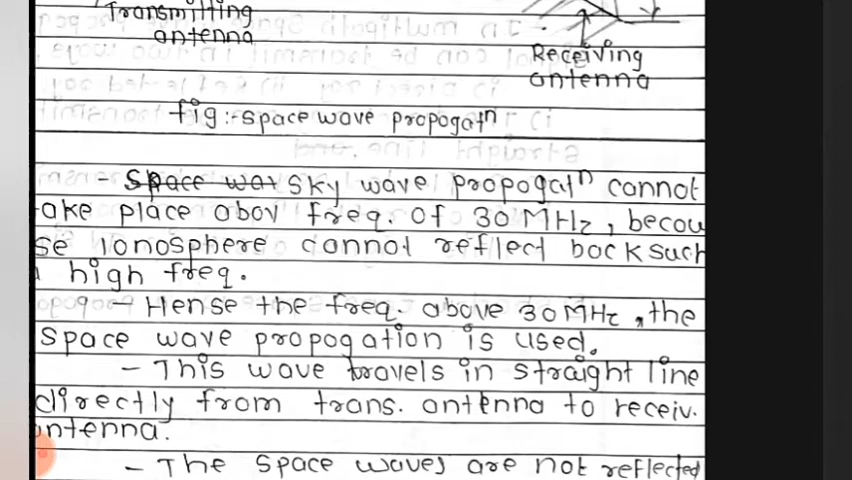 Transmitting
antenna
Receiving
antenna
fig:- space wave propogatn
- Space wav sky wave propogatn cannot
take place abov freq. of 30 MHz, becou
se ionosphere cannot reflect back such
a high freq.
- Hense the freq. above 30 MHz, the
space wave propogation is used.
- This wave travels in straight line
directly from trans. antenna to receiv.
antenna.
- The space waves are not reflected